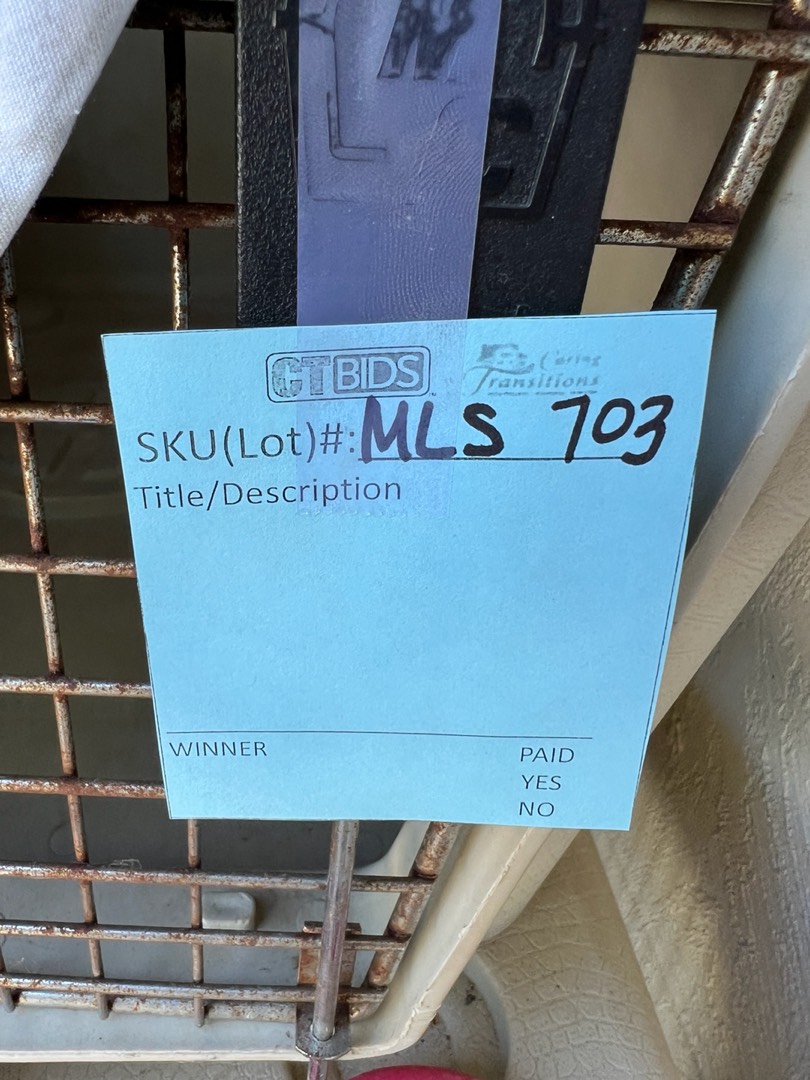 CTBIDS
Caring
Transitions
SKU(Lot)#: MLS 703
Title/Description
WINNER
PAID
YES
NO